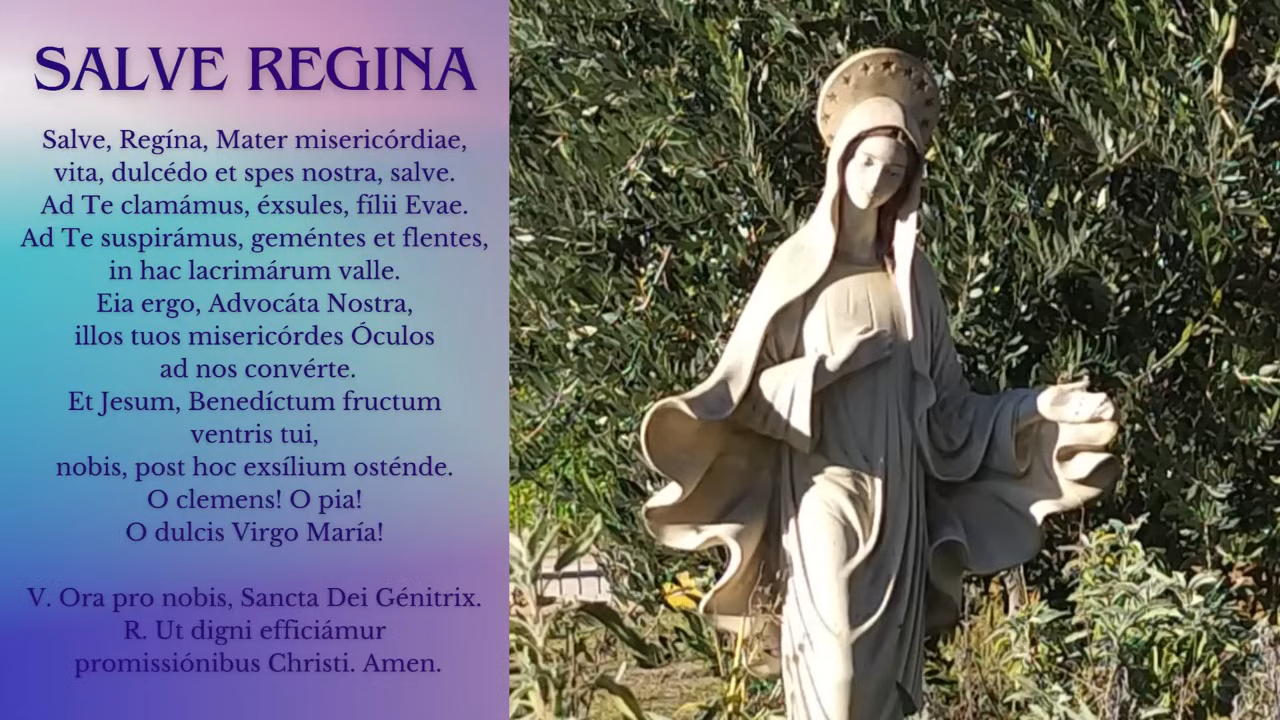 SALVE REGINA
Salve, Regína, Mater misericórdiae,
vita, dulcédo et spes nostra, salve.
Ad Te clamámus, éxsules, fílii Evae.
Ad Te suspirámus, geméntes et flentes,
in hac lacrimárum valle.
Eia ergo, Advocáta Nostra,
illos tuos misericórdes Óculos
ad nos convérte.
Et Jesum, Benedíctum fructum
ventris tui,
nobis, post hoc exsílium osténde.
O clemens! O pia!
O dulcis Virgo María!
V. Ora pro nobis, Sancta Dei Génitrix.
R. Ut digni efficiámur
promissiónibus Christi. Amen.